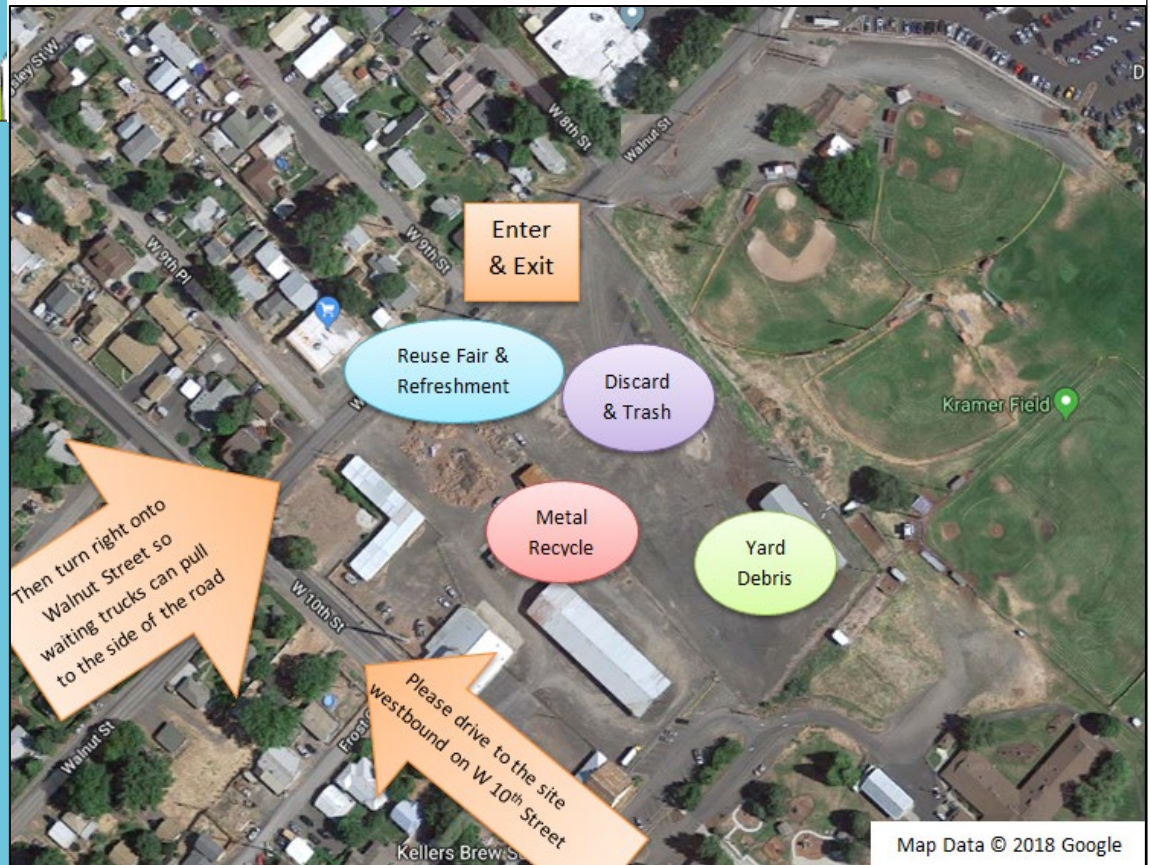 sley St W
W 8th St
Walnut St
D
Enter
& Exit
W 9th St
W 9th Pl
Reuse Fair &
Refreshment
Discard
& Trash
Kramer Field
W
Metal
Recycle
Yard
Debris
Then turn right onto
Walnut Street so
waiting trucks can pull
to the side of the road
W 10th St
Please drive to the site
westbound on W 10th Street
Walnut St
Frost
Kellers Brew S
Map Data © 2018 Google